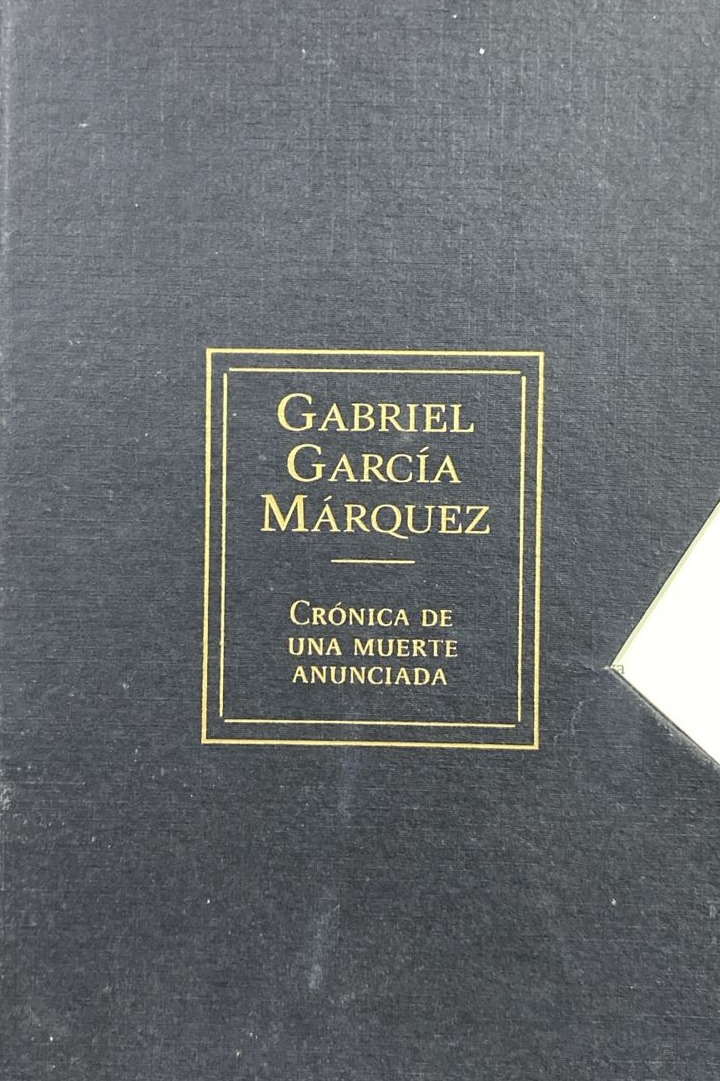 GABRIEL
GARCÍA
MÁRQUEZ
CRÓNICA DE
UNA MUERTE
ANUNCIADA